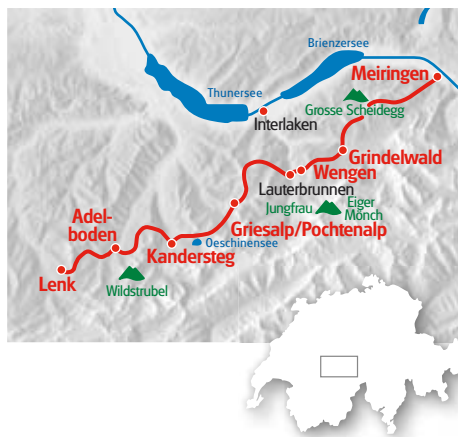 Brienzersee
Meiringen
Thunersee
Grosse Scheidegg
Interlaken
Grindelwald
Wengen
Lauterbrunnen
Jungfrau
Eiger
Mönch
Griesalp/Pochtenalp
Adel-
boden
Oeschinensee
Kandersteg
Lenk
Wildstrubel